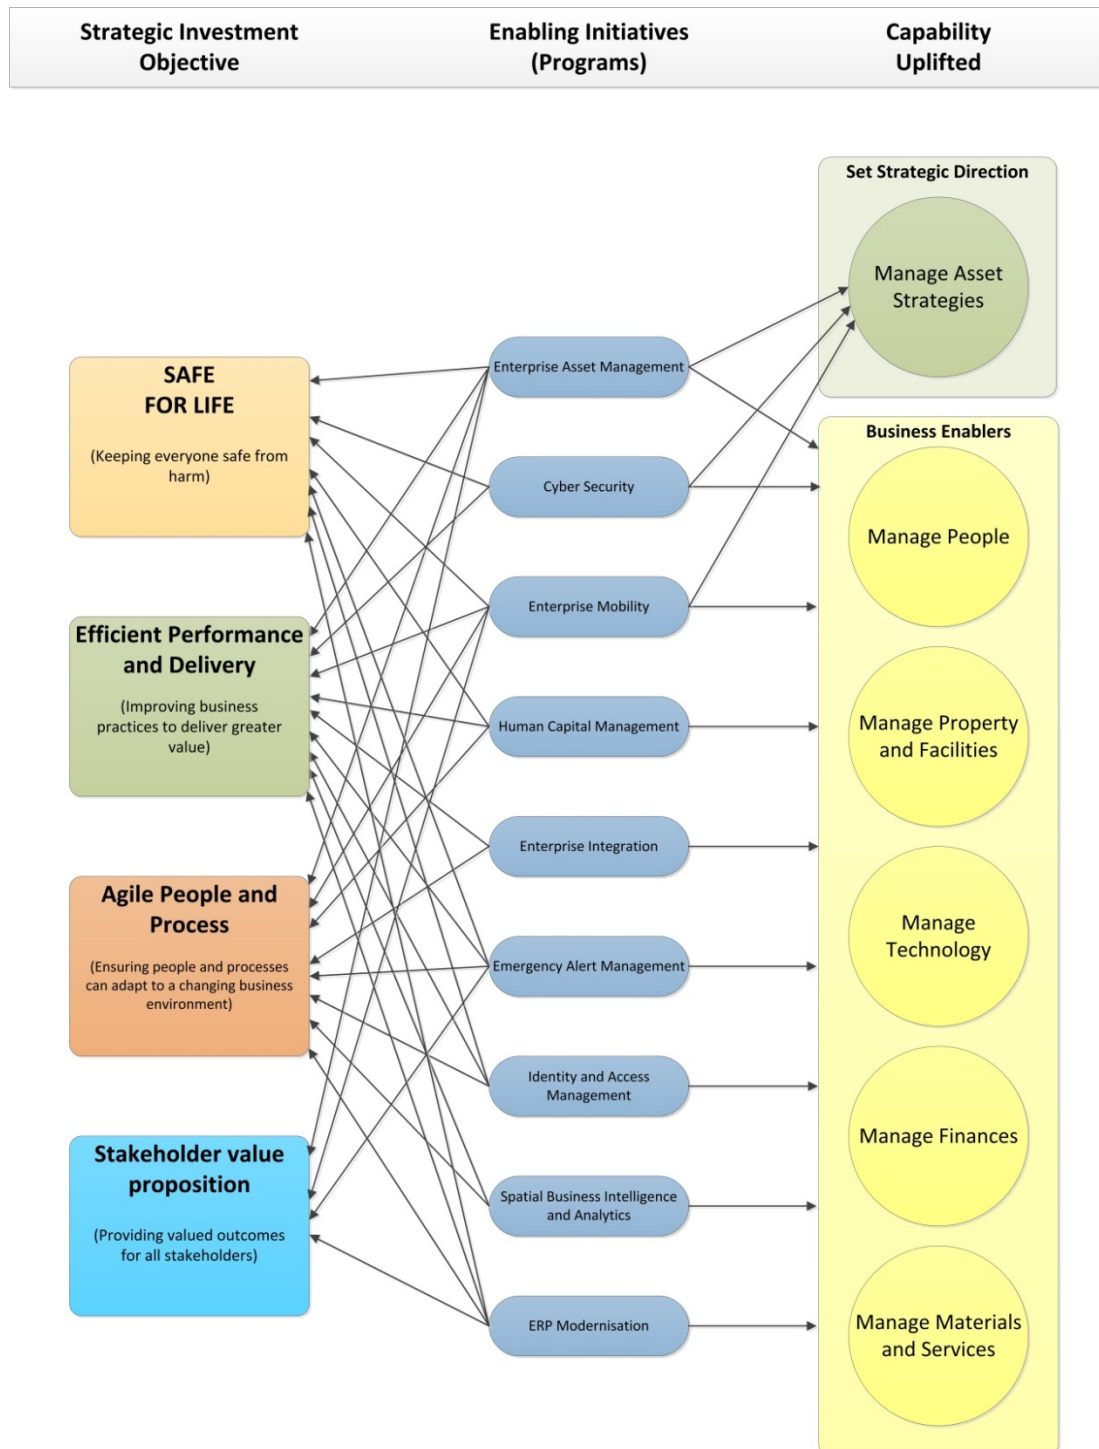 Strategic Investment
Objective
Enabling Initiatives
(Programs)
Capability
Uplifted
SAFE
FOR LIFE
(Keeping everyone safe from
harm)
Efficient Performance
and Delivery
(Improving business
practices to deliver greater
value)
Agile People and
Process
(Ensuring people and processes
can adapt to a changing business
environment)
Stakeholder value
proposition
(Providing valued outcomes
for all stakeholders)
Enterprise Asset Management
Cyber Security
Enterprise Mobility
Human Capital Management
Enterprise Integration
Emergency Alert Management
Identity and Access
Management
Spatial Business Intelligence
and Analytics
ERP Modernisation
Set Strategic Direction
Manage Asset
Strategies
Business Enablers
Manage People
Manage Property
and Facilities
Manage
Technology
Manage Finances
Manage Materials
and Services